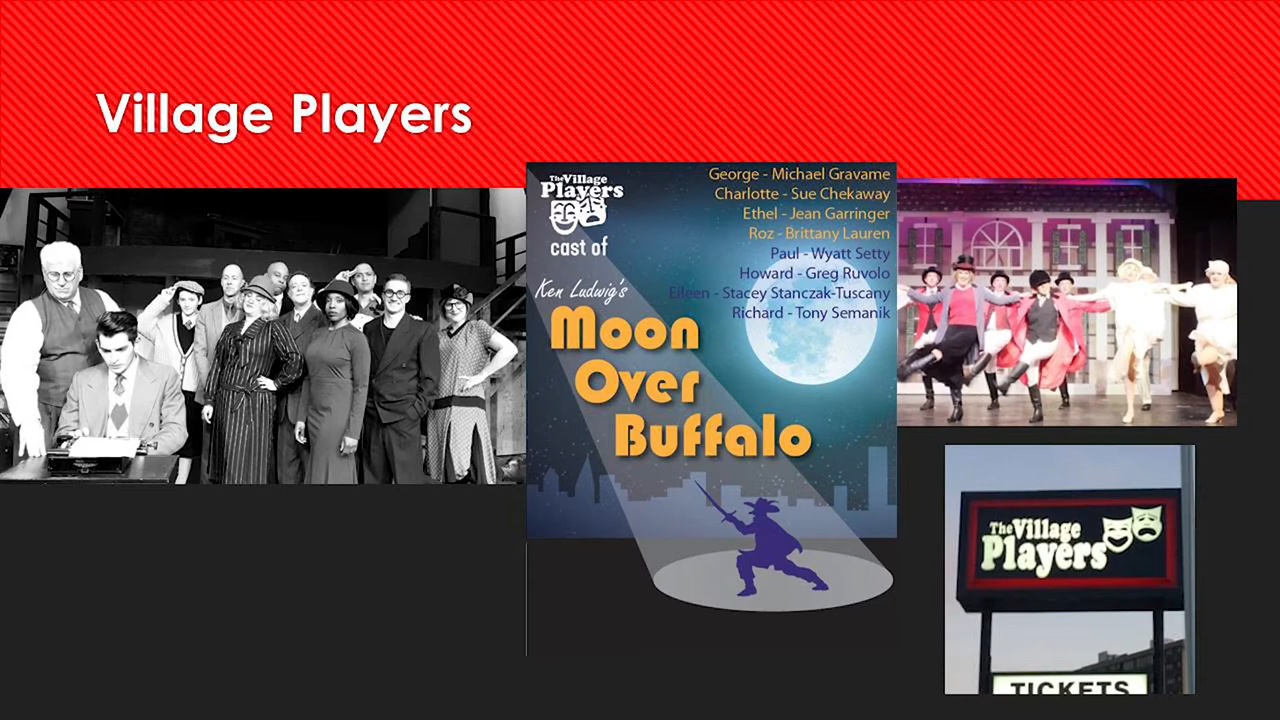 Village Players
The Village
Players
cast of
Ken Ludwig's
Moon
Over
Buffalo
George - Michael Gravame
Charlotte - Sue Chekaway
Ethel - Jean Garringer
Roz - Brittany Lauren
Paul - Wyatt Setty
Howard - Greg Ruvolo
Eileen - Stacey Stanczak-Tuscany
Richard - Tony Semanik
The Village
Players
TICKETS